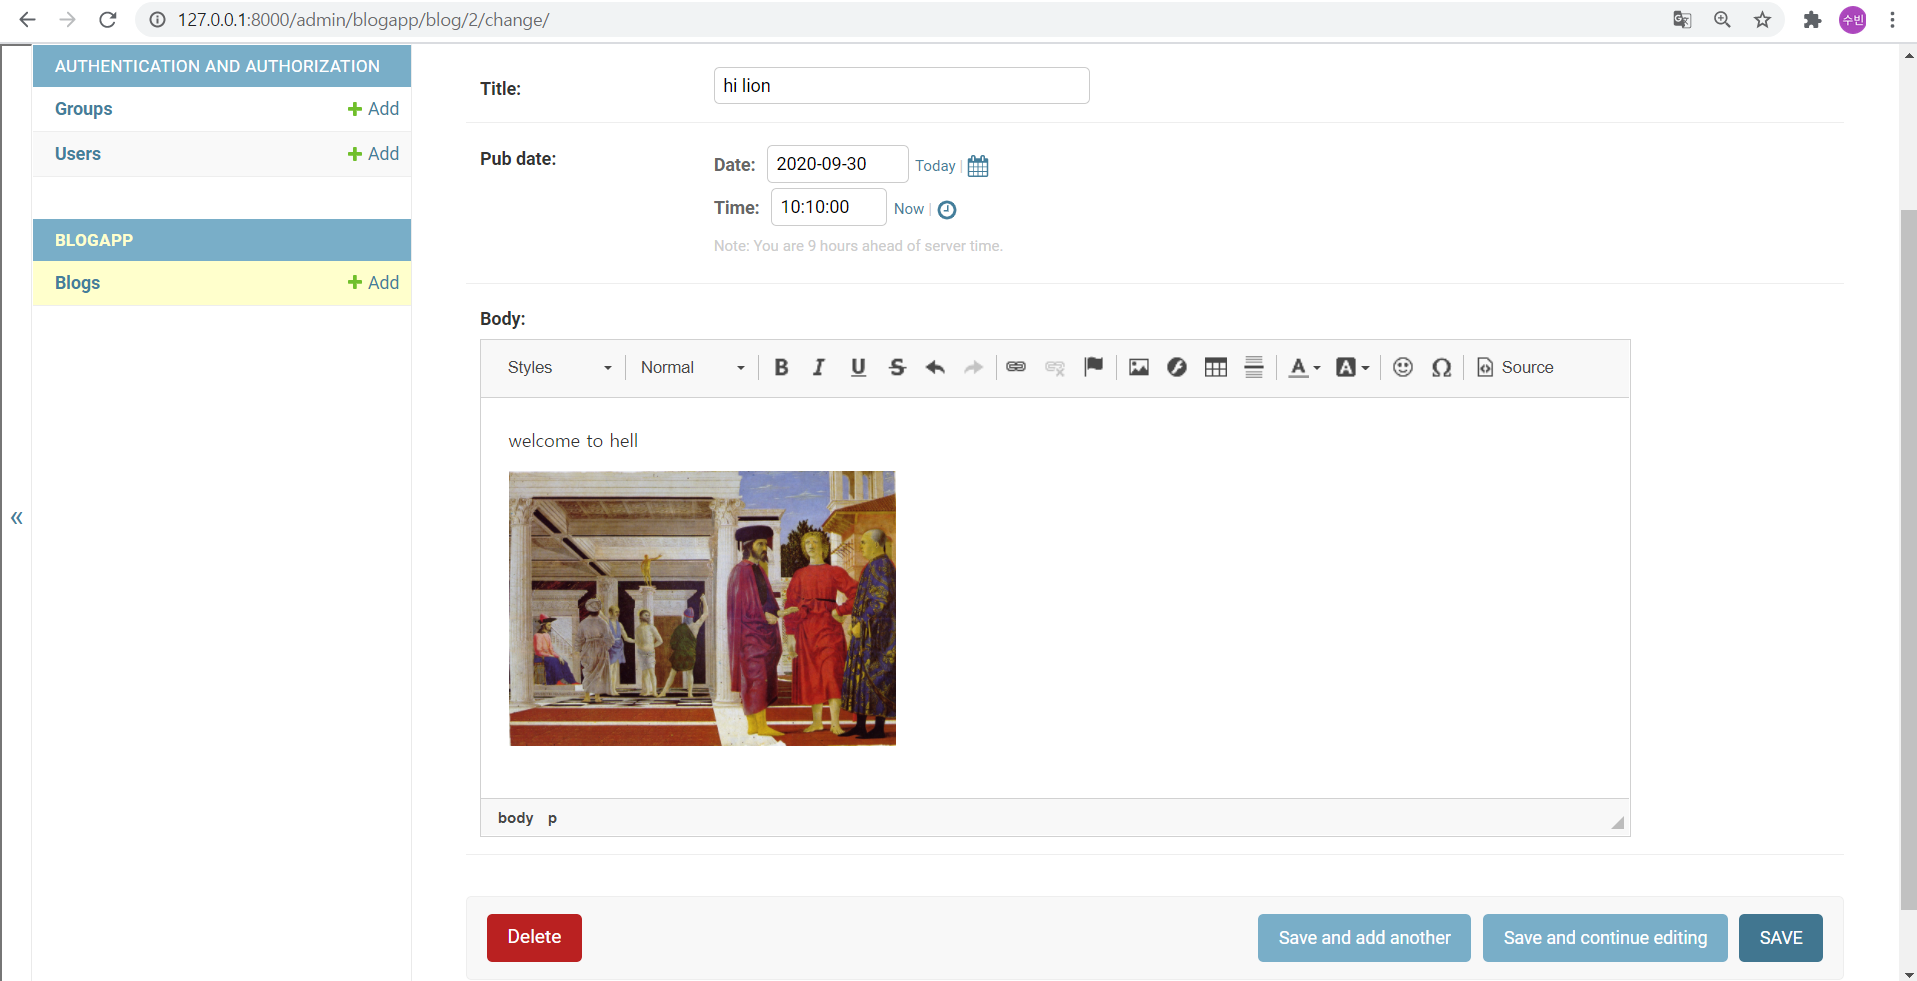 127.0.0.1:8000/admin/blogapp/blog/2/change/
수빈
AUTHENTICATION AND AUTHORIZATION
Groups Add
Users Add
BLOGAPP
Blogs Add
«
Title: hi lion
Pub date:
Date: 2020-09-30 Today |
Time: 10:10:00 Now |
Note: You are 9 hours ahead of server time.
Body:
Styles Normal B I U S A A Ω Source
welcome to hell
body p
Delete
Save and add another Save and continue editing SAVE